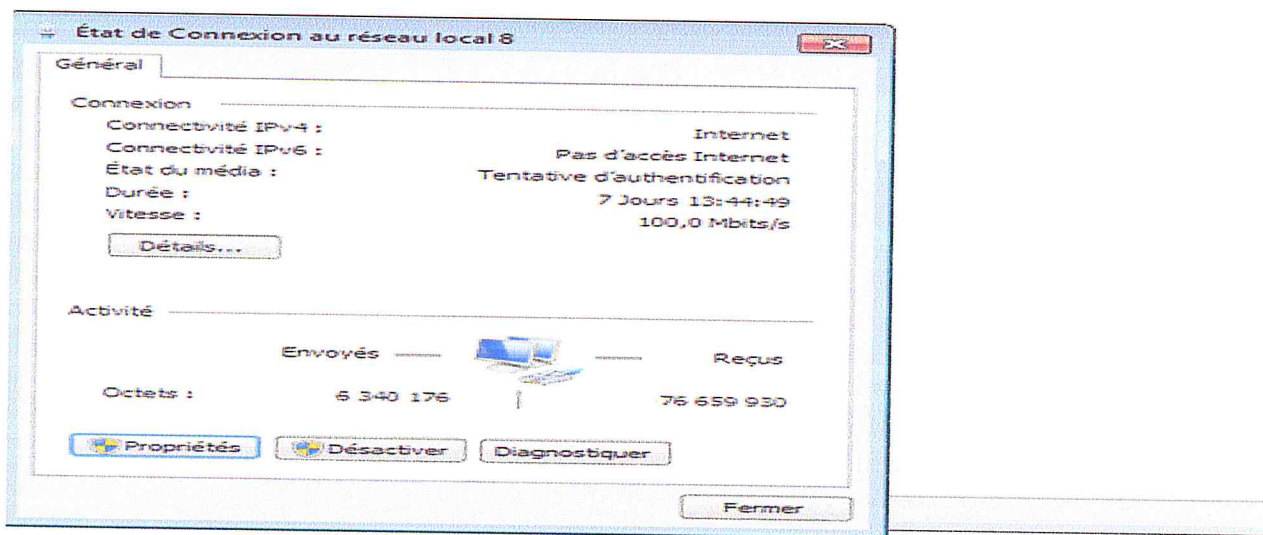 État de Connexion au réseau local 8
Général
Connexion
Connectivité IPv4 : Internet
Connectivité IPv6 : Pas d'accès Internet
État du média : Tentative d'authentification
Durée : 7 Jours 13:44:49
Vitesse : 100,0 Mbits/s
Détails...
Activité
Envoyés Reçus
Octets : 6 340 176 76 659 930
Propriétés Désactiver Diagnostiquer
Fermer